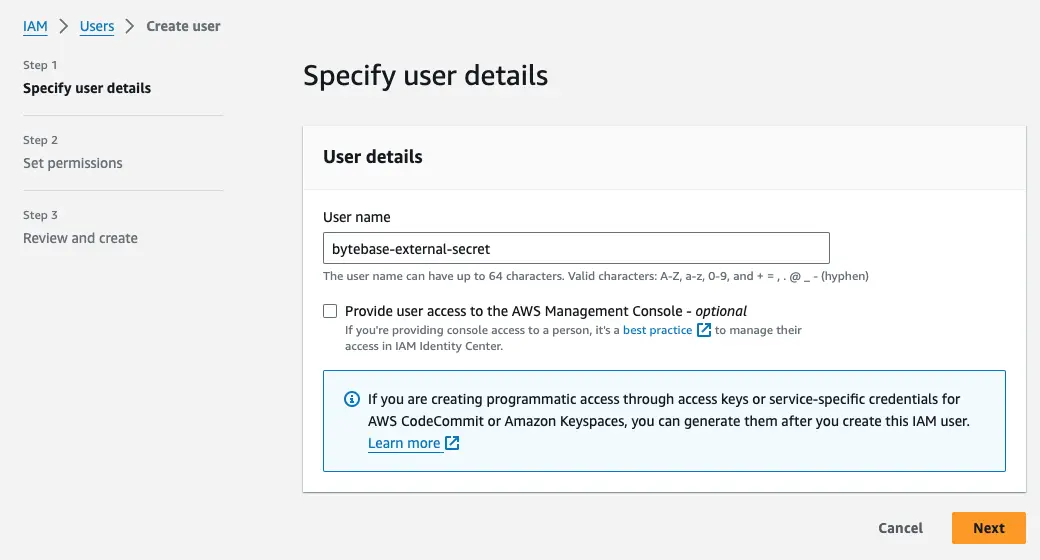 IAM > Users > Create user
Step 1
Specify user details
Step 2
Set permissions
Step 3
Review and create
Specify user details
User details
User name
bytebase-external-secret
The user name can have up to 64 characters. Valid characters: A-Z, a-z, 0-9, and + = , . @ _ - (hyphen)
Provide user access to the AWS Management Console - optional
If you're providing console access to a person, it's a best practice to manage their
access in IAM Identity Center.
If you are creating programmatic access through access keys or service-specific credentials for
AWS CodeCommit or Amazon Keyspaces, you can generate them after you create this IAM user.
Learn more
Cancel
Next